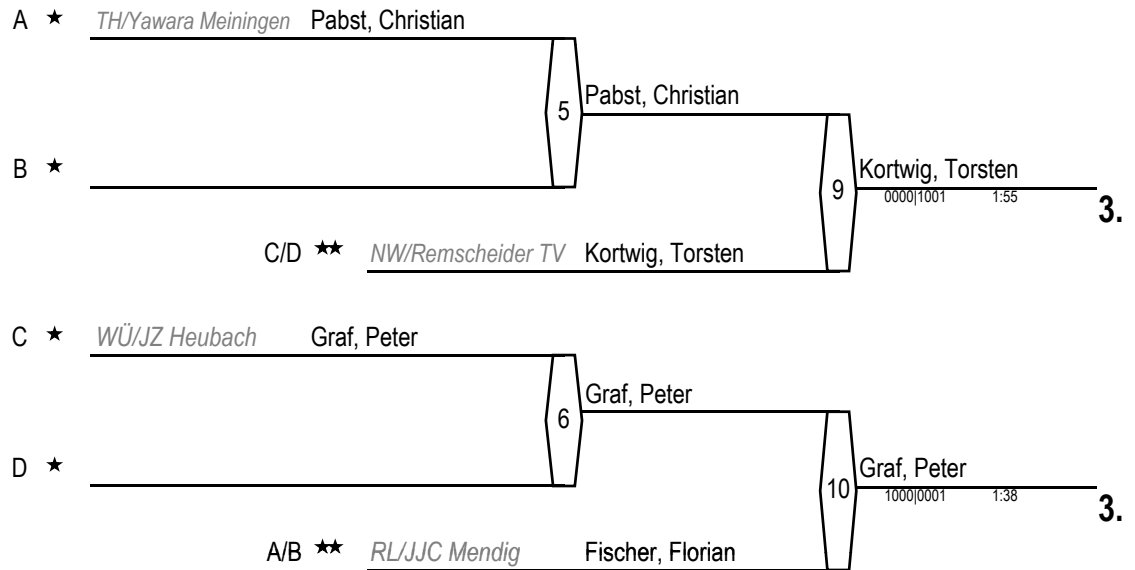 A ★ TH/Yawara Meiningen Pabst, Christian
5 Pabst, Christian
B ★
9 Kortwig, Torsten
0000|1001 1:55
3.
C/D ★★ NW/Remscheider TV Kortwig, Torsten
C ★ WÜ/JZ Heubach Graf, Peter
6 Graf, Peter
D ★
10 Graf, Peter
1000|0001 1:38
3.
A/B ★★ RL/JJC Mendig Fischer, Florian